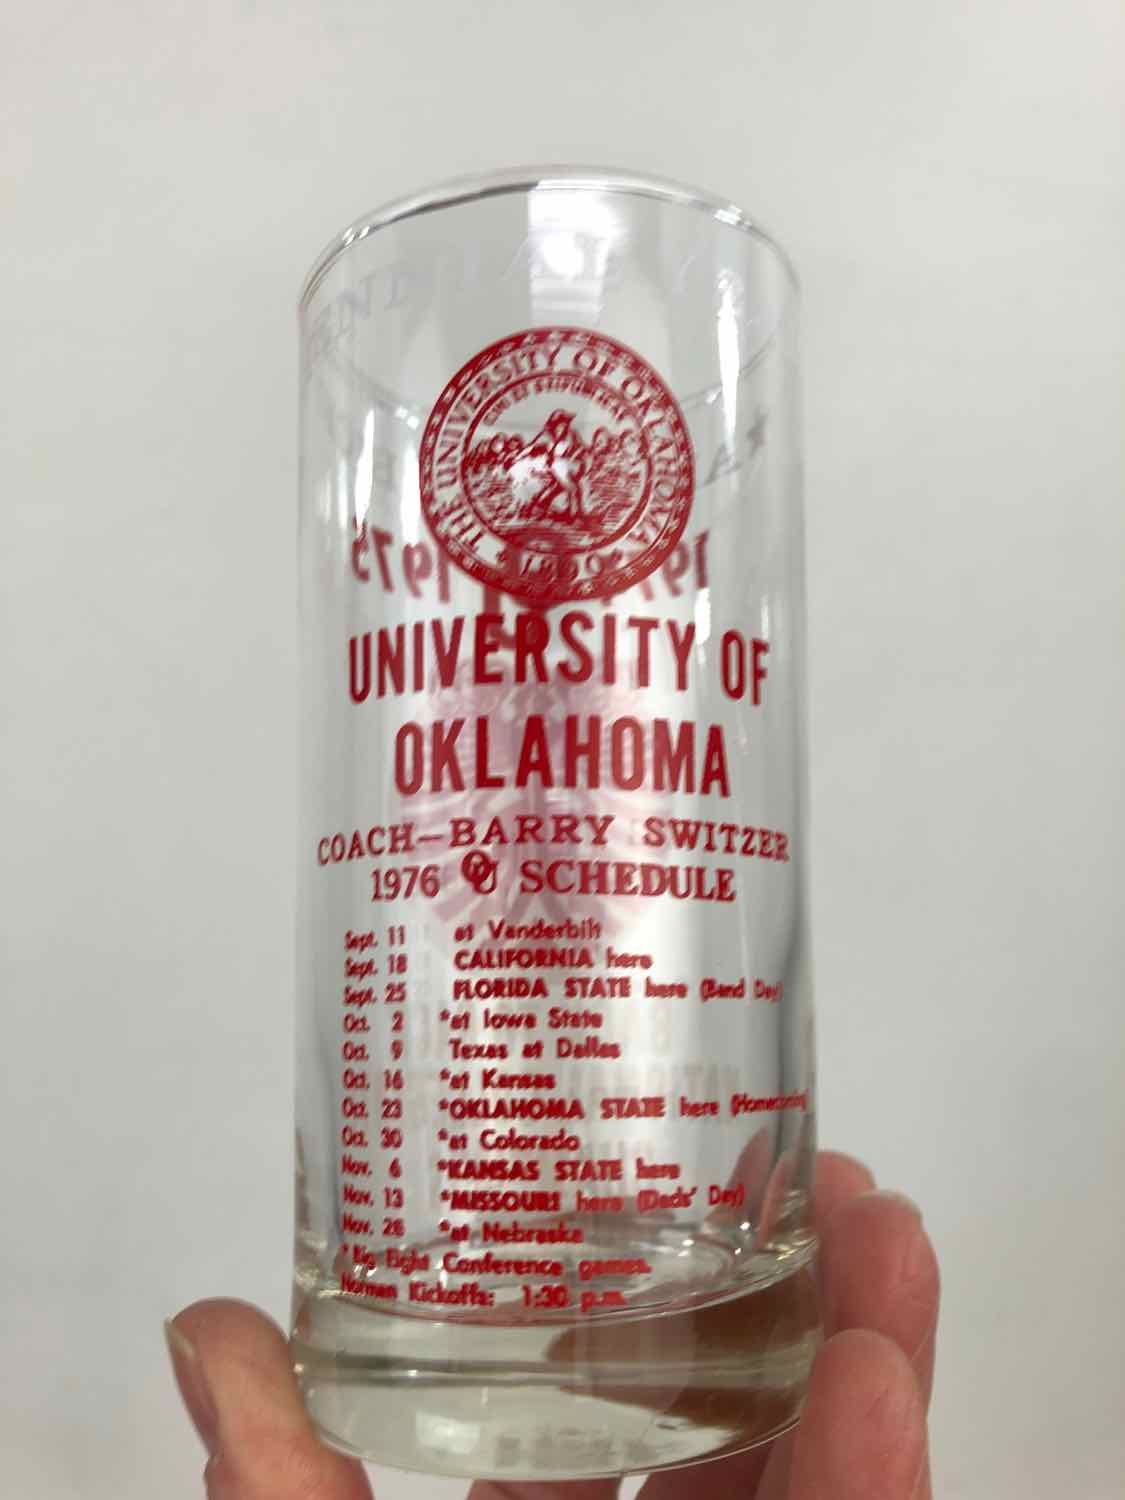 THE UNIVERSITY OF OKLAHOMA
1890
UNIVERSITY OF
OKLAHOMA
COACH—BARRY SWITZER
1976 OU SCHEDULE
Sept. 11 at Vanderbilt
Sept. 18 CALIFORNIA here
Sept. 25 FLORIDA STATE here (Band Day)
Oct. 2 *at Iowa State
Oct. 9 Texas at Dallas
Oct. 16 *at Kansas
Oct. 23 *OKLAHOMA STATE here (Homecoming)
Oct. 30 *at Colorado
Nov. 6 *KANSAS STATE here
Nov. 13 *MISSOURI here (Dads' Day)
Nov. 26 *at Nebraska
* Big Eight Conference games.
Norman Kickoffs: 1:30 p.m.
1975